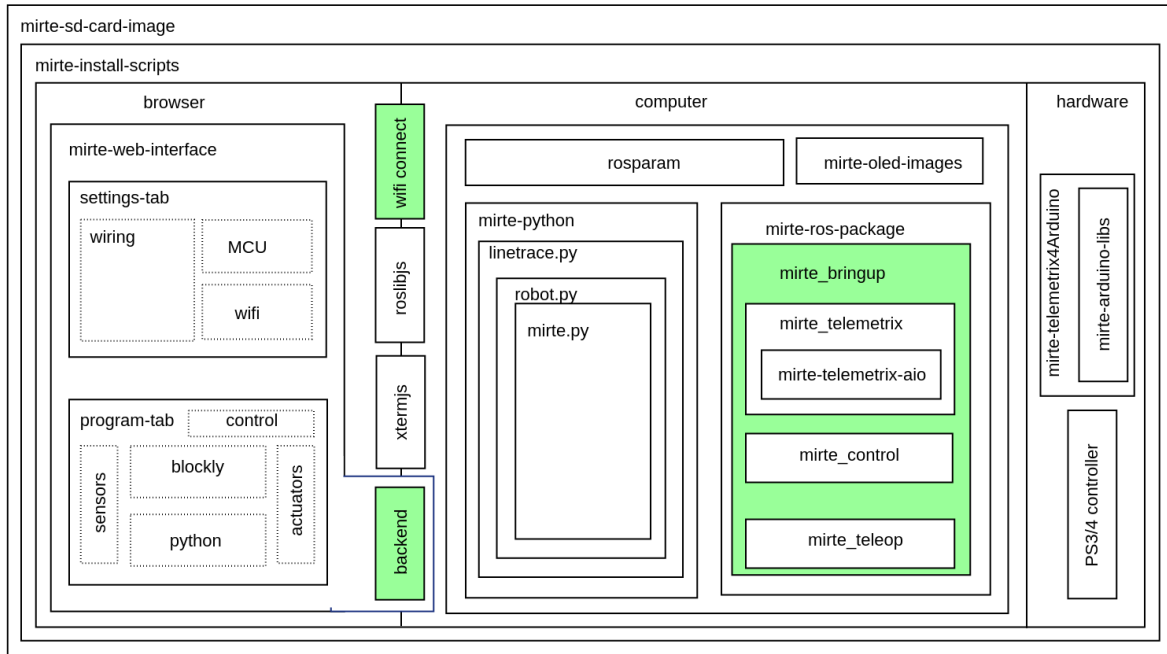 mirte-sd-card-image
mirte-install-scripts
browser
mirte-web-interface
settings-tab
wiring
MCU
wifi
program-tab
control
sensors
blockly
python
actuators
wifi connect
roslibjs
xtermjs
backend
computer
rosparam
mirte-oled-images
mirte-python
linetrace.py
robot.py
mirte.py
mirte-ros-package
mirte_bringup
mirte_telemetrix
mirte-telemetrix-aio
mirte_control
mirte_teleop
hardware
mirte-telemetrix4Arduino
mirte-arduino-libs
PS3/4 controller